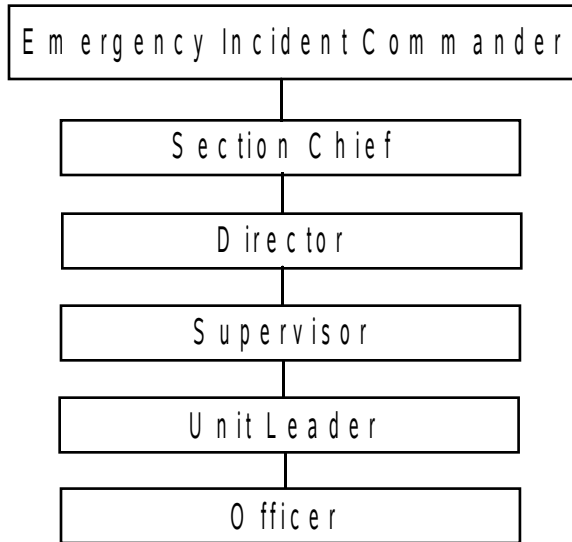 Emergency Incident Commander
Section Chief
Director
Supervisor
Unit Leader
Officer